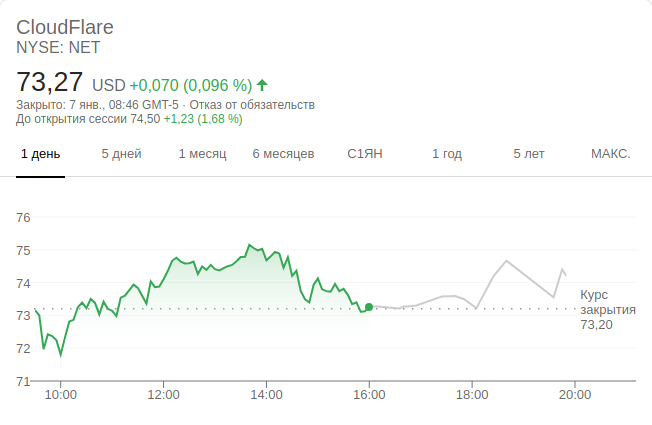 CloudFlare
NYSE: NET
73,27 USD +0,070 (0,096 %)
Закрыто: 7 янв., 08:46 GMT-5 · Отказ от обязательств
До открытия сессии 74,50 +1,23 (1,68 %)
1 день 5 дней 1 месяц 6 месяцев С1ЯН 1 год 5 лет МАКС.
76
75
74
73
72
71
Курс
закрытия
73,20
10:00 12:00 14:00 16:00 18:00 20:00